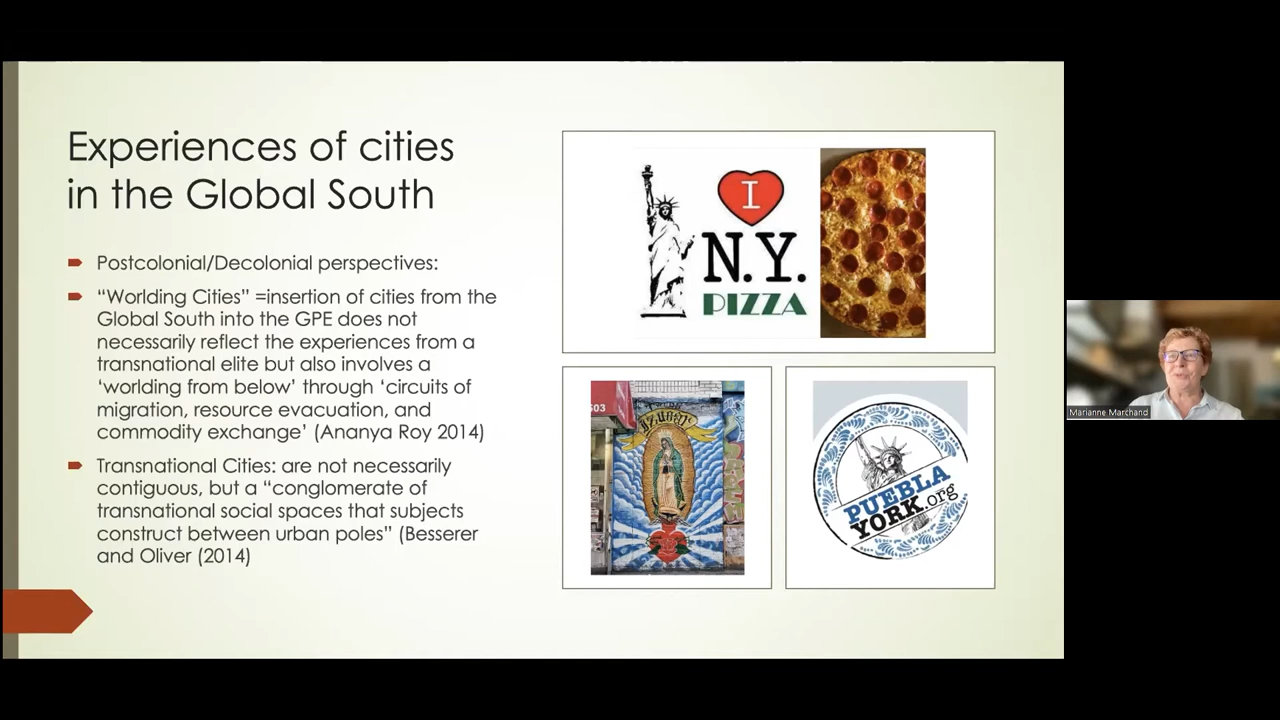 Experiences of cities
in the Global South
Postcolonial/Decolonial perspectives:
“Worlding Cities” =insertion of cities from the
Global South into the GPE does not
necessarily reflect the experiences from a
transnational elite but also involves a
‘worlding from below’ through ‘circuits of
migration, resource evacuation, and
commodity exchange’ (Ananya Roy 2014)
Transnational Cities: are not necessarily
contiguous, but a “conglomerate of
transnational social spaces that subjects
construct between urban poles” (Besserer
and Oliver (2014)
I
N.Y.
PIZZA
503
PUEBLA
YORK.org
Marianne Marchand